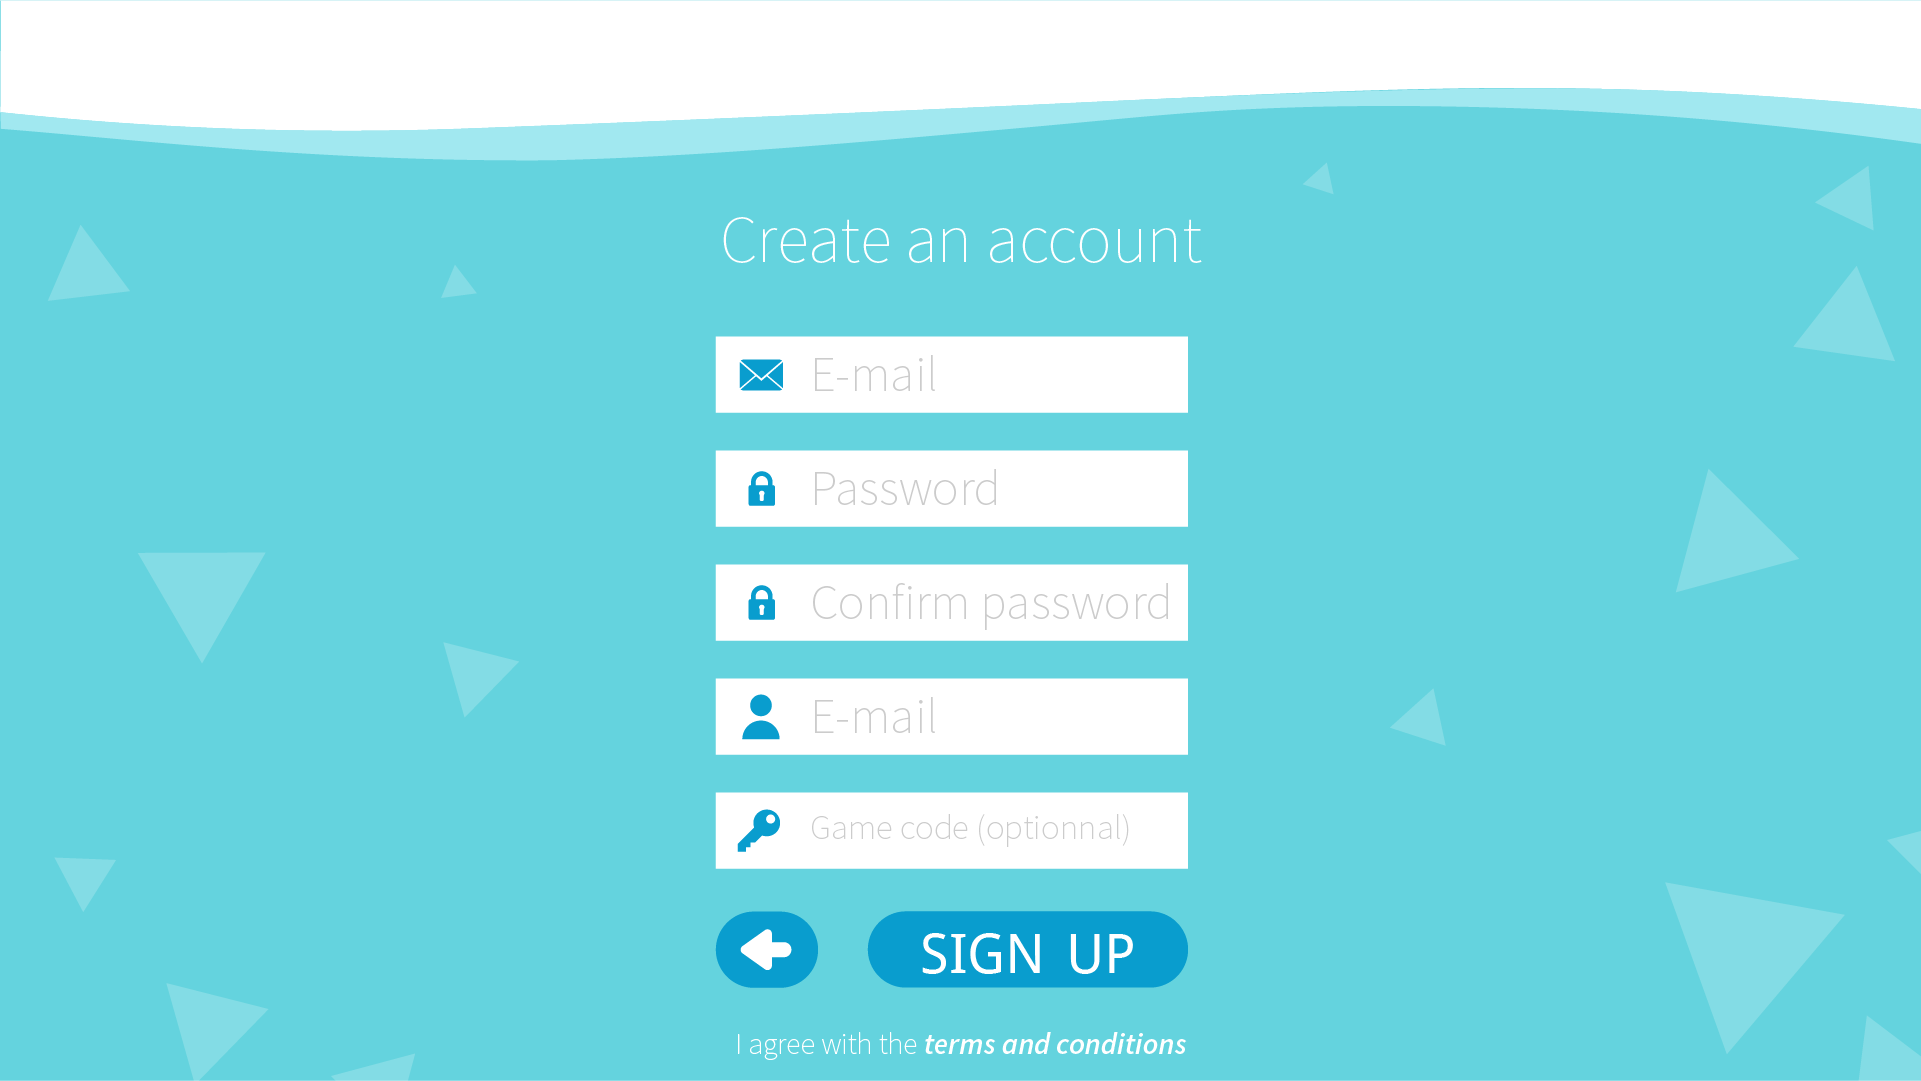 Create an account
E-mail
Password
Confirm password
E-mail
Game code (optionnal)
SIGN UP
I agree with the terms and conditions